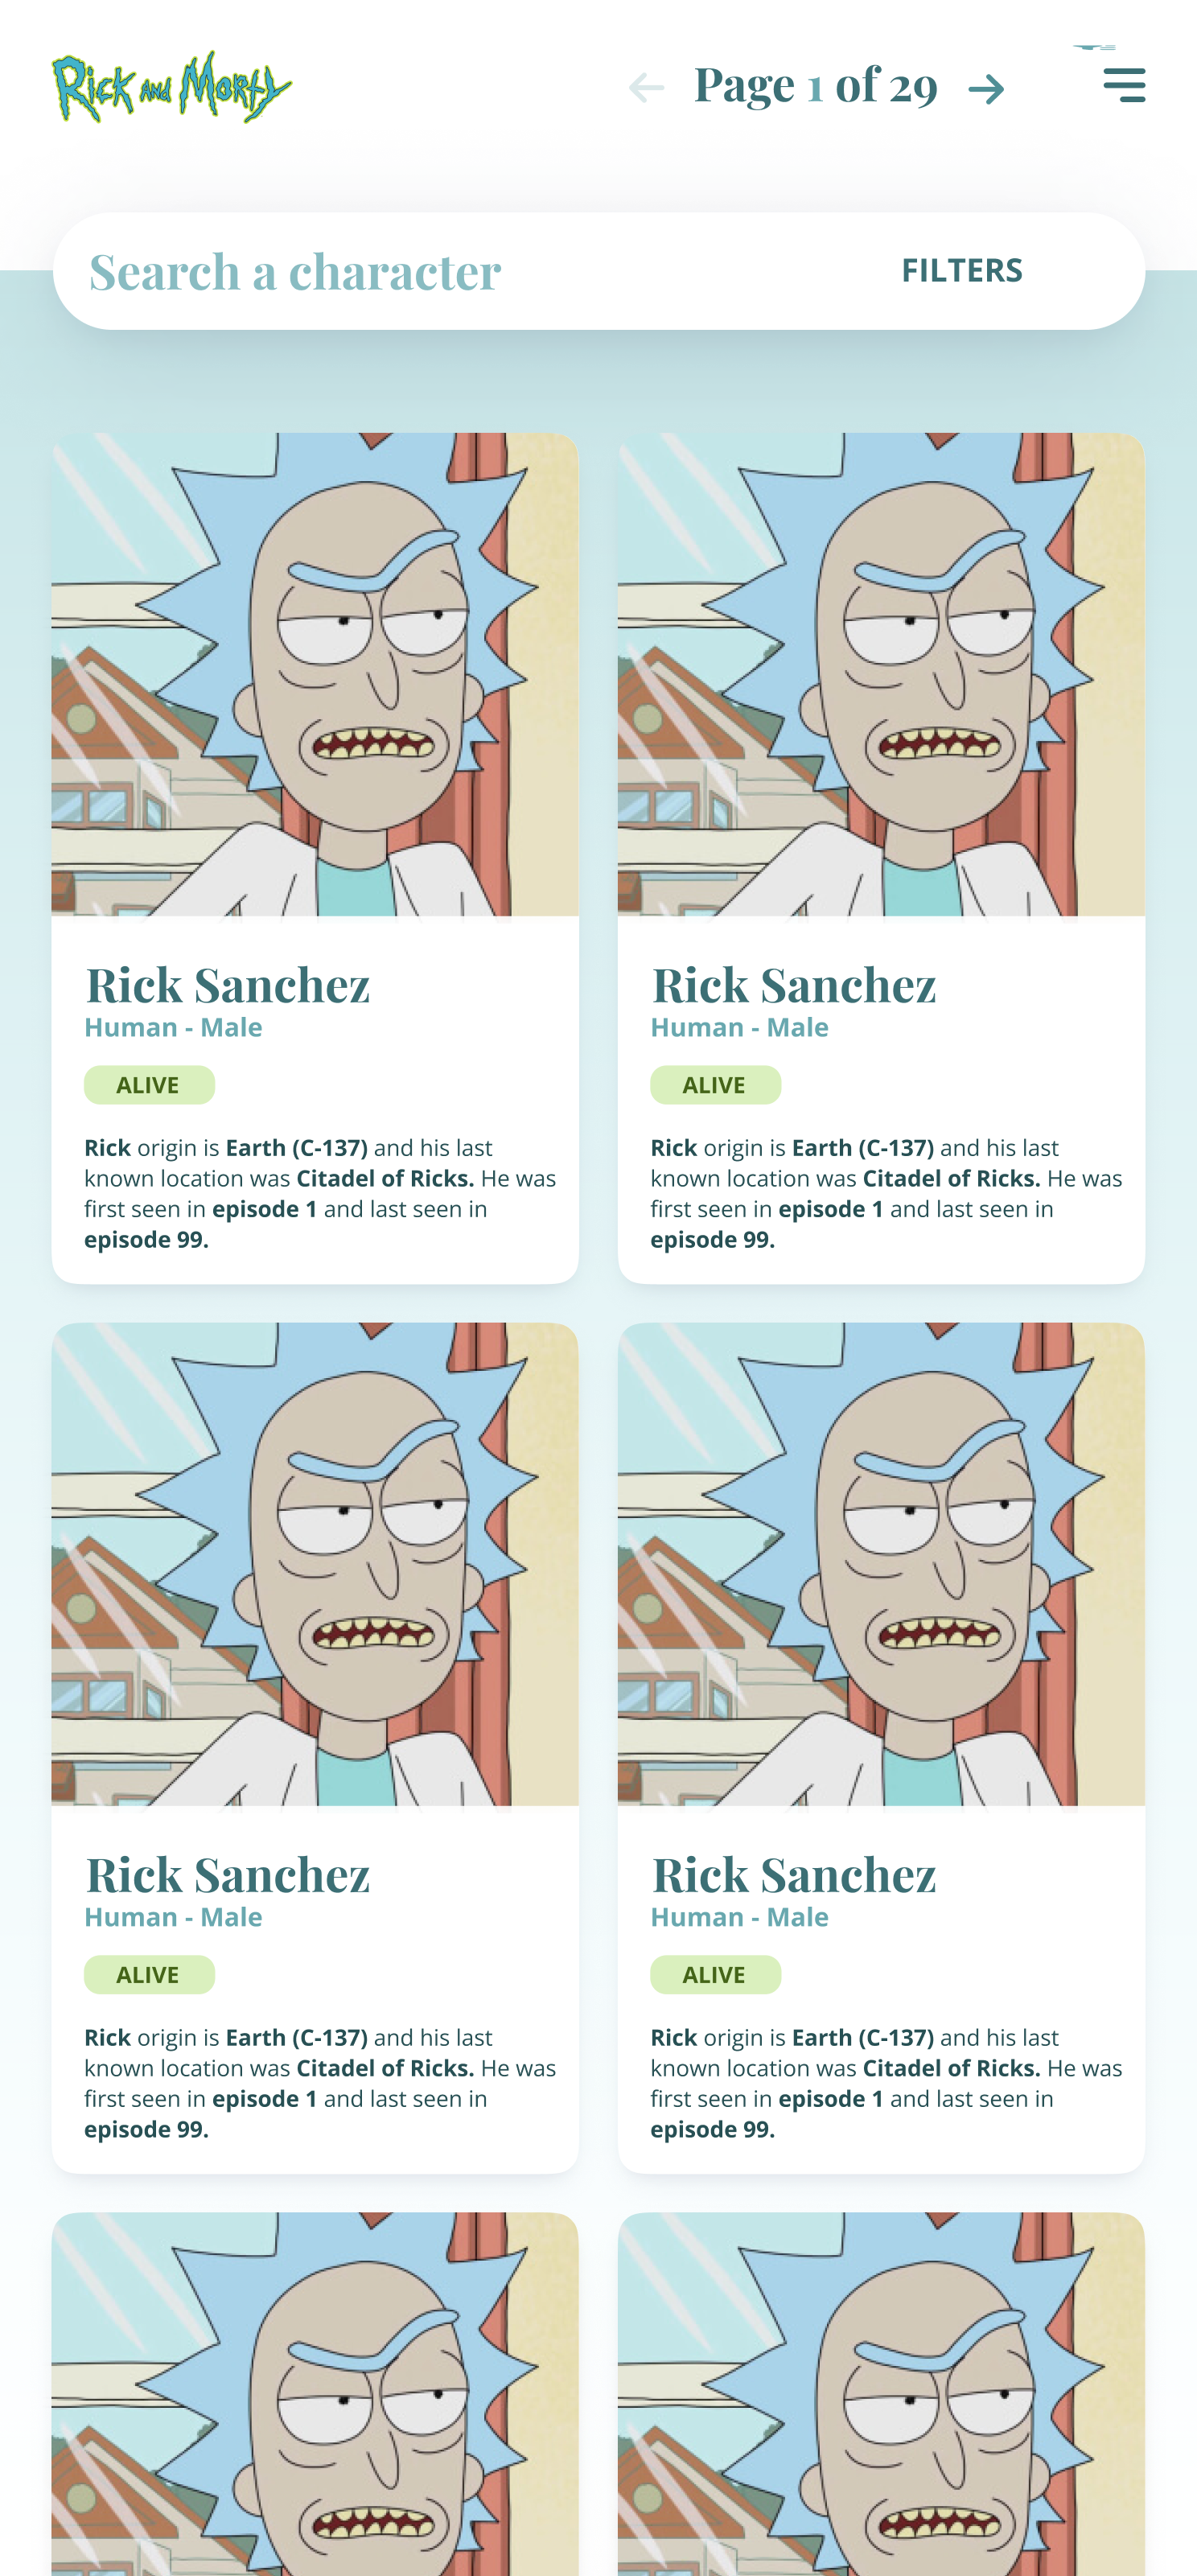 Rick and Morty
Page 1 of 29
Search a character
FILTERS
Rick Sanchez
Human - Male
ALIVE
Rick origin is Earth (C-137) and his last
known location was Citadel of Ricks. He was
first seen in episode 1 and last seen in
episode 99.
Rick Sanchez
Human - Male
ALIVE
Rick origin is Earth (C-137) and his last
known location was Citadel of Ricks. He was
first seen in episode 1 and last seen in
episode 99.
Rick Sanchez
Human - Male
ALIVE
Rick origin is Earth (C-137) and his last
known location was Citadel of Ricks. He was
first seen in episode 1 and last seen in
episode 99.
Rick Sanchez
Human - Male
ALIVE
Rick origin is Earth (C-137) and his last
known location was Citadel of Ricks. He was
first seen in episode 1 and last seen in
episode 99.